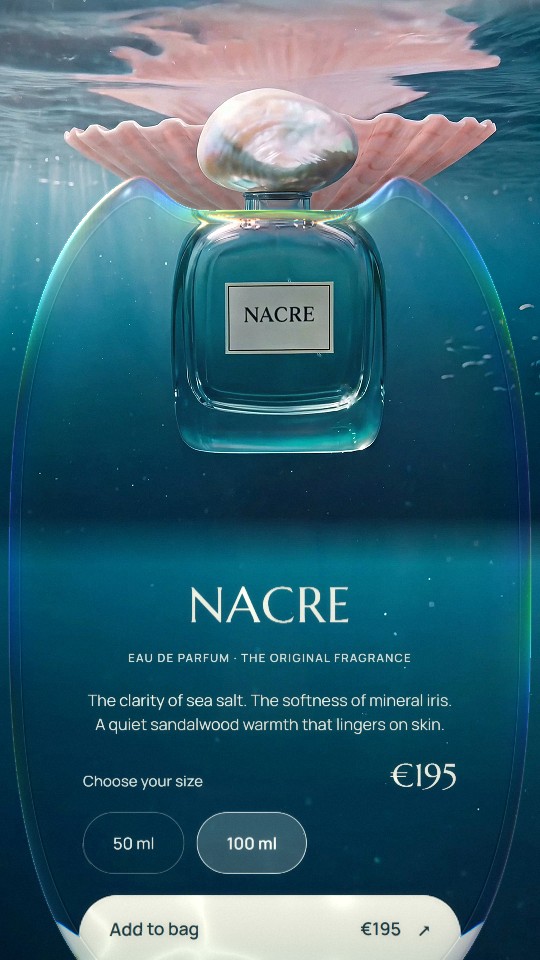 NACRE
NACRE
EAU DE PARFUM · THE ORIGINAL FRAGRANCE
The clarity of sea salt. The softness of mineral iris.
A quiet sandalwood warmth that lingers on skin.
Choose your size
€195
50 ml
100 ml
Add to bag
€195 ↗